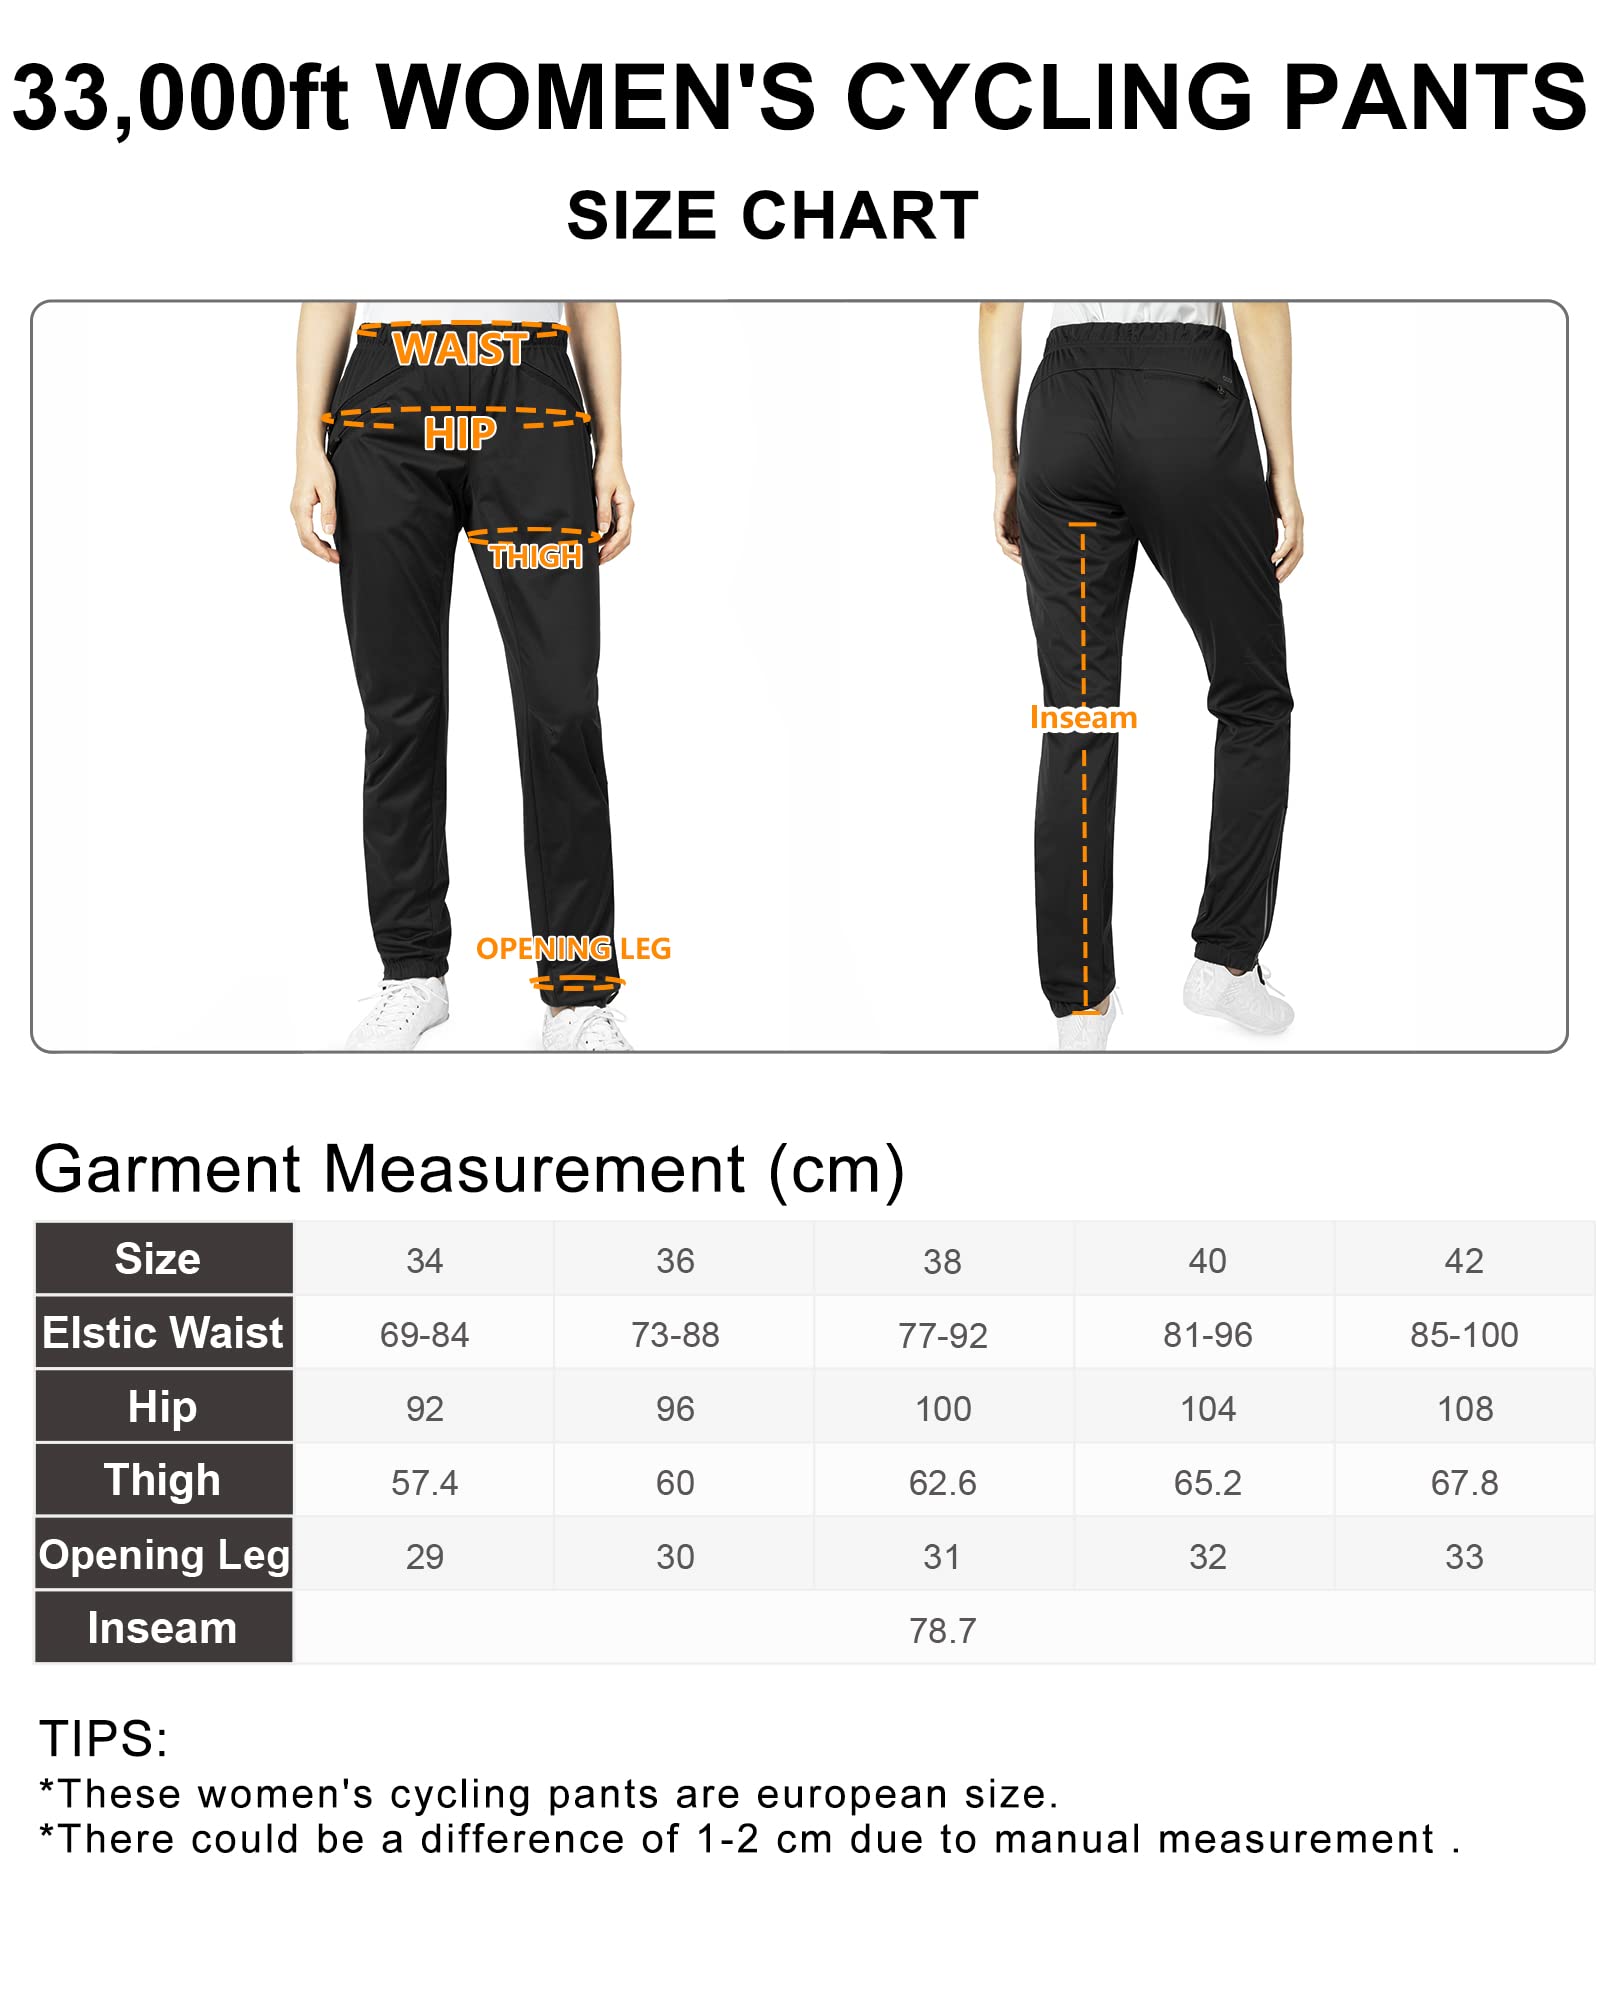 33,000ft WOMEN'S CYCLING PANTS
SIZE CHART
WAIST
HIP
THIGH
OPENING LEG
Inseam
Garment Measurement (cm)
Size 34 36 38 40 42
Elstic Waist 69-84 73-88 77-92 81-96 85-100
Hip 92 96 100 104 108
Thigh 57.4 60 62.6 65.2 67.8
Opening Leg 29 30 31 32 33
Inseam 78.7
TIPS:
*These women's cycling pants are european size.
*There could be a difference of 1-2 cm due to manual measurement .